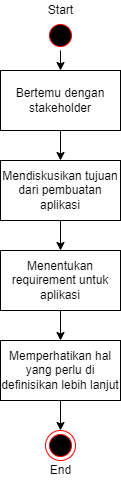 Start
Bertemu dengan
stakeholder
Mendiskusikan tujuan
dari pembuatan
aplikasi
Menentukan
requirement untuk
aplikasi
Memperhatikan hal
yang perlu di
definisikan lebih lanjut
End